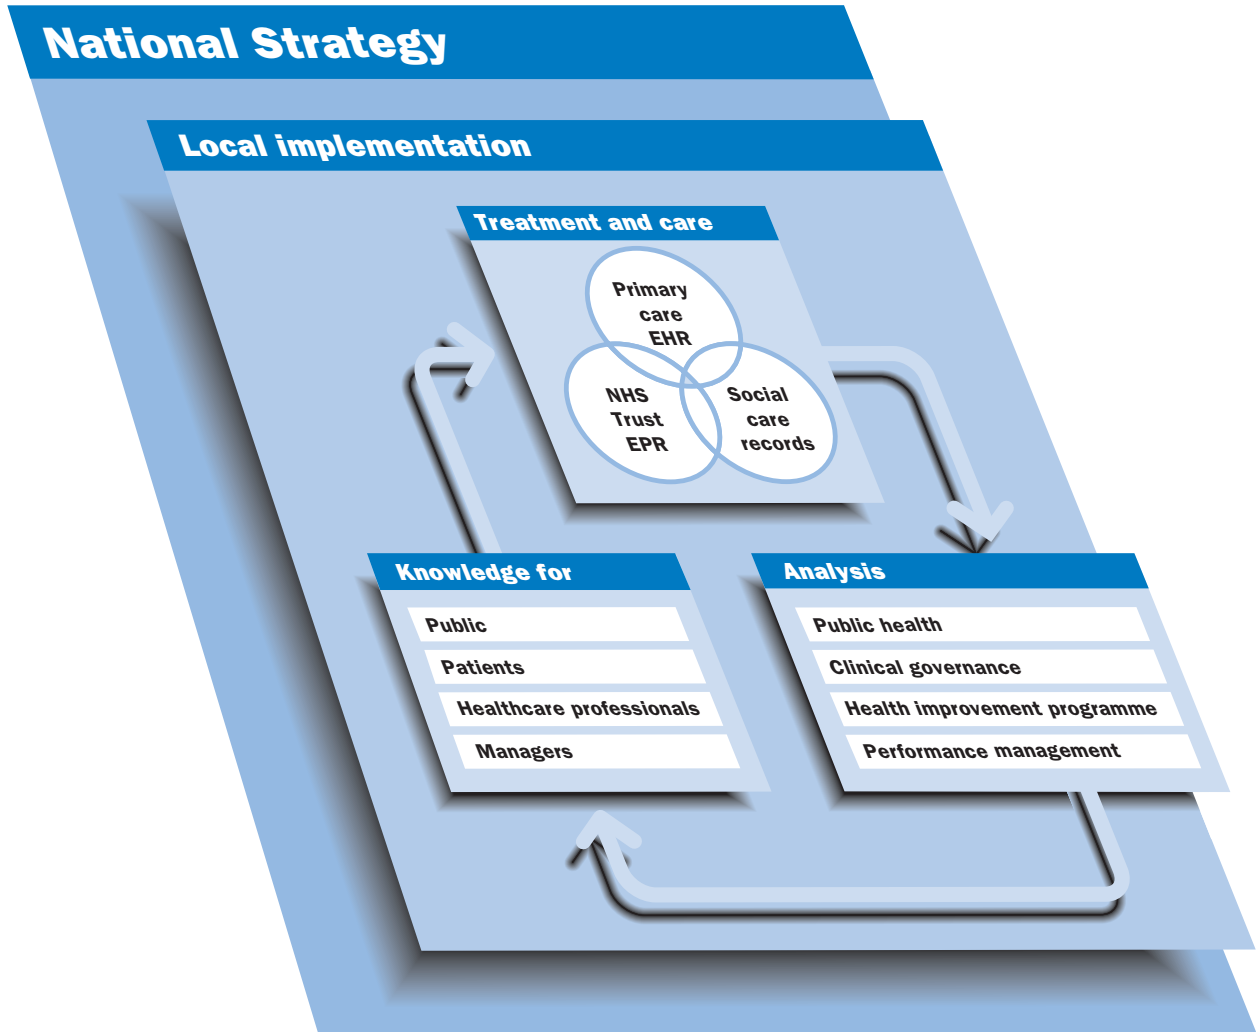 National Strategy
Local implementation
Treatment and care
Primary
care
EHR
NHS
Trust
EPR
Social
care
records
Knowledge for
Public
Patients
Healthcare professionals
Managers
Analysis
Public health
Clinical governance
Health improvement programme
Performance management